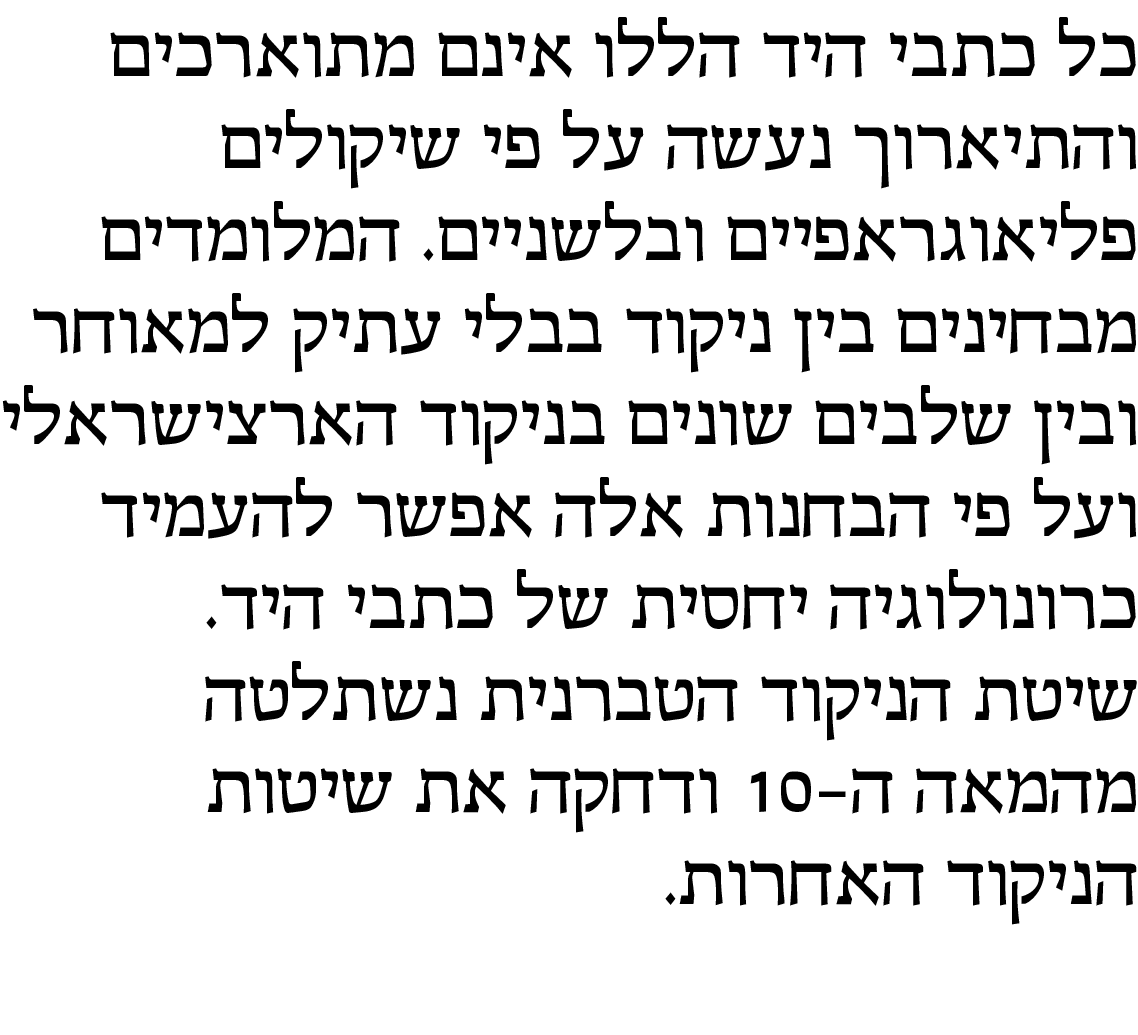 כל כתבי היד הללו אינם מתוארכים
והתיארוך נעשה על פי שיקולים
פליאוגראפיים ובלשניים. המלומדים
מבחינים בין ניקוד בבלי עתיק למאוחר
ובין שלבים שונים בניקוד הארצישראלי
ועל פי הבחנות אלה אפשר להעמיד
כרונולוגיה יחסית של כתבי היד.
שיטת הניקוד הטברנית נשתלטה
מהמאה ה-10 ודחקה את שיטות
הניקוד האחרות.